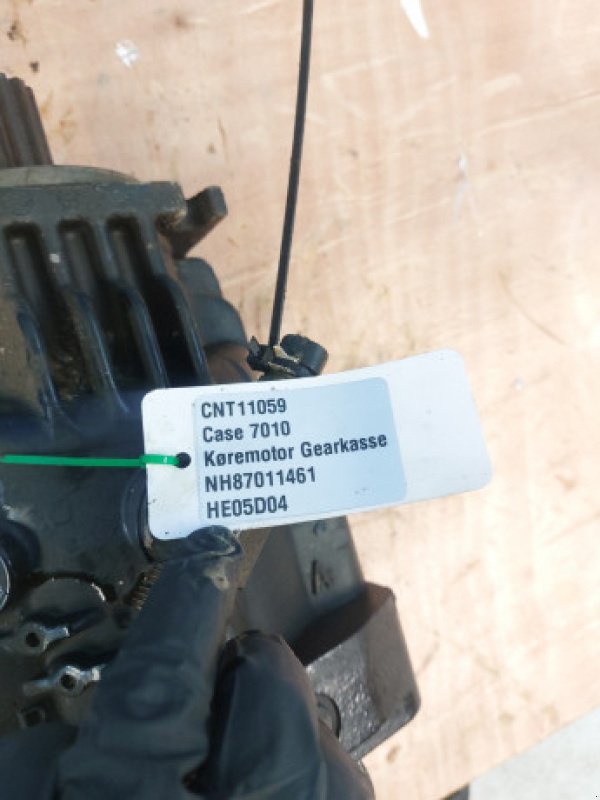 CNT11059
Case 7010
Køremotor Gearkasse
NH87011461
HE05D04